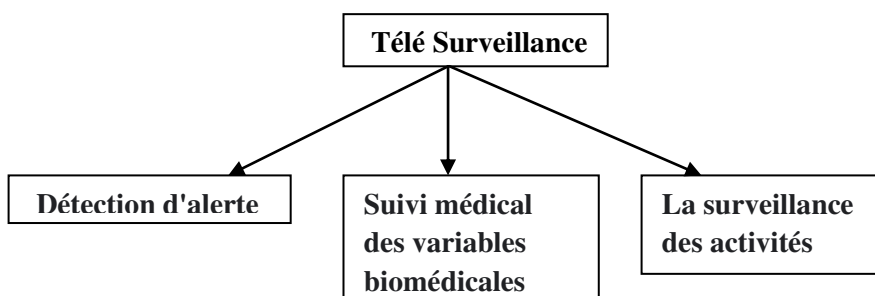 Télé Surveillance
Détection d'alerte
Suivi médical
des variables
biomédicales
La surveillance
des activités